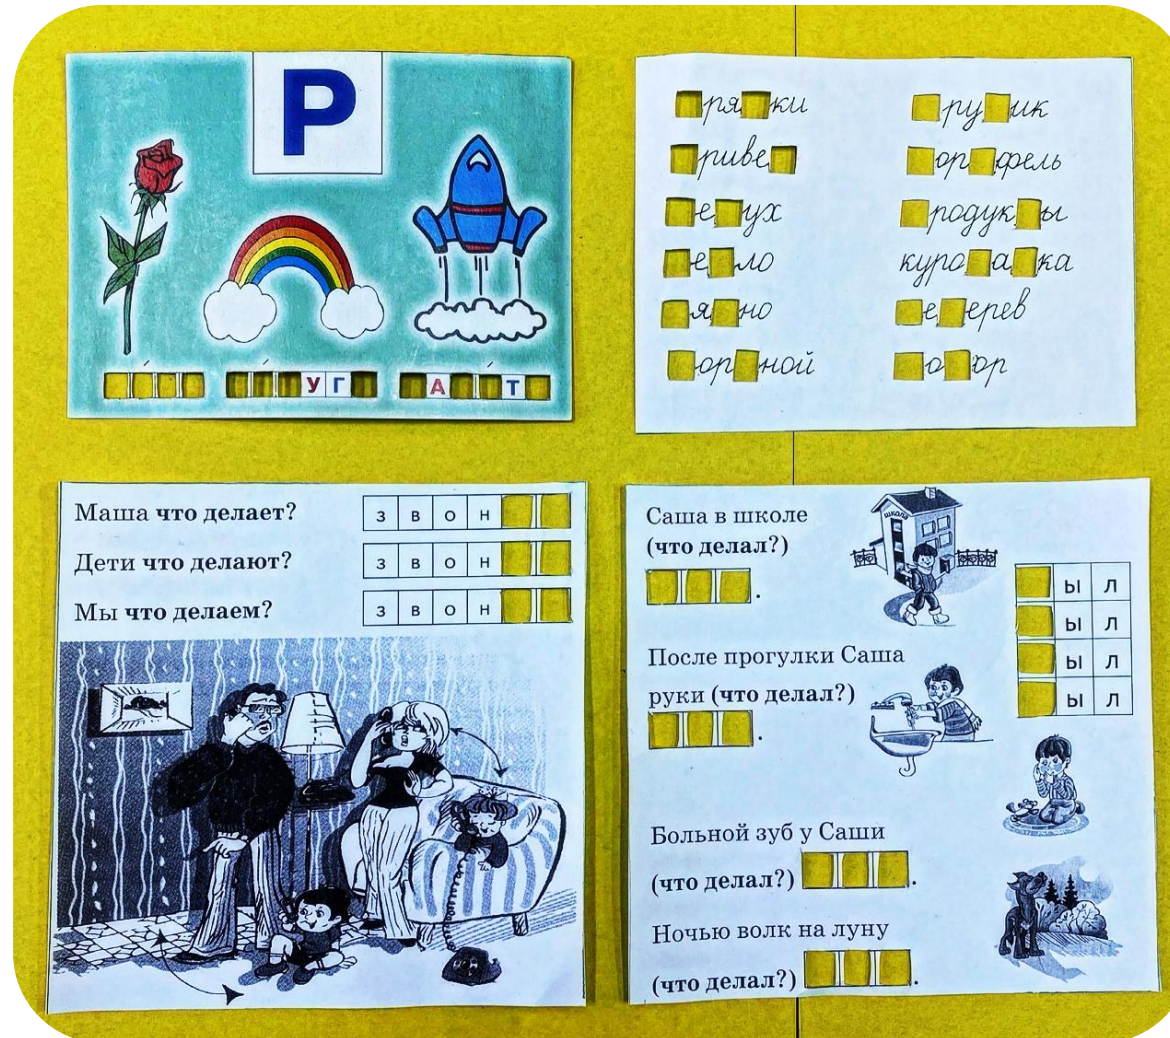 Р
У Г
А Т
□ря□ки
□риве□
□е□ух
□е□ло
□я□но
□ор□ной
□ру□ик
□ор□фель
□родук□ы
куро□а□ка
□е□ерев
□о□ор
Маша что делает? з в о н □ □
Дети что делают? з в о н □ □
Мы что делаем? з в о н □ □
Саша в школе
(что делал?)
□□□.
ШКОЛА
После прогулки Саша
руки (что делал?)
□□□.
□ ы л
□ ы л
□ ы л
□ ы л
Больной зуб у Саши
(что делал?) □□□.
Ночью волк на луну
(что делал?) □□□.